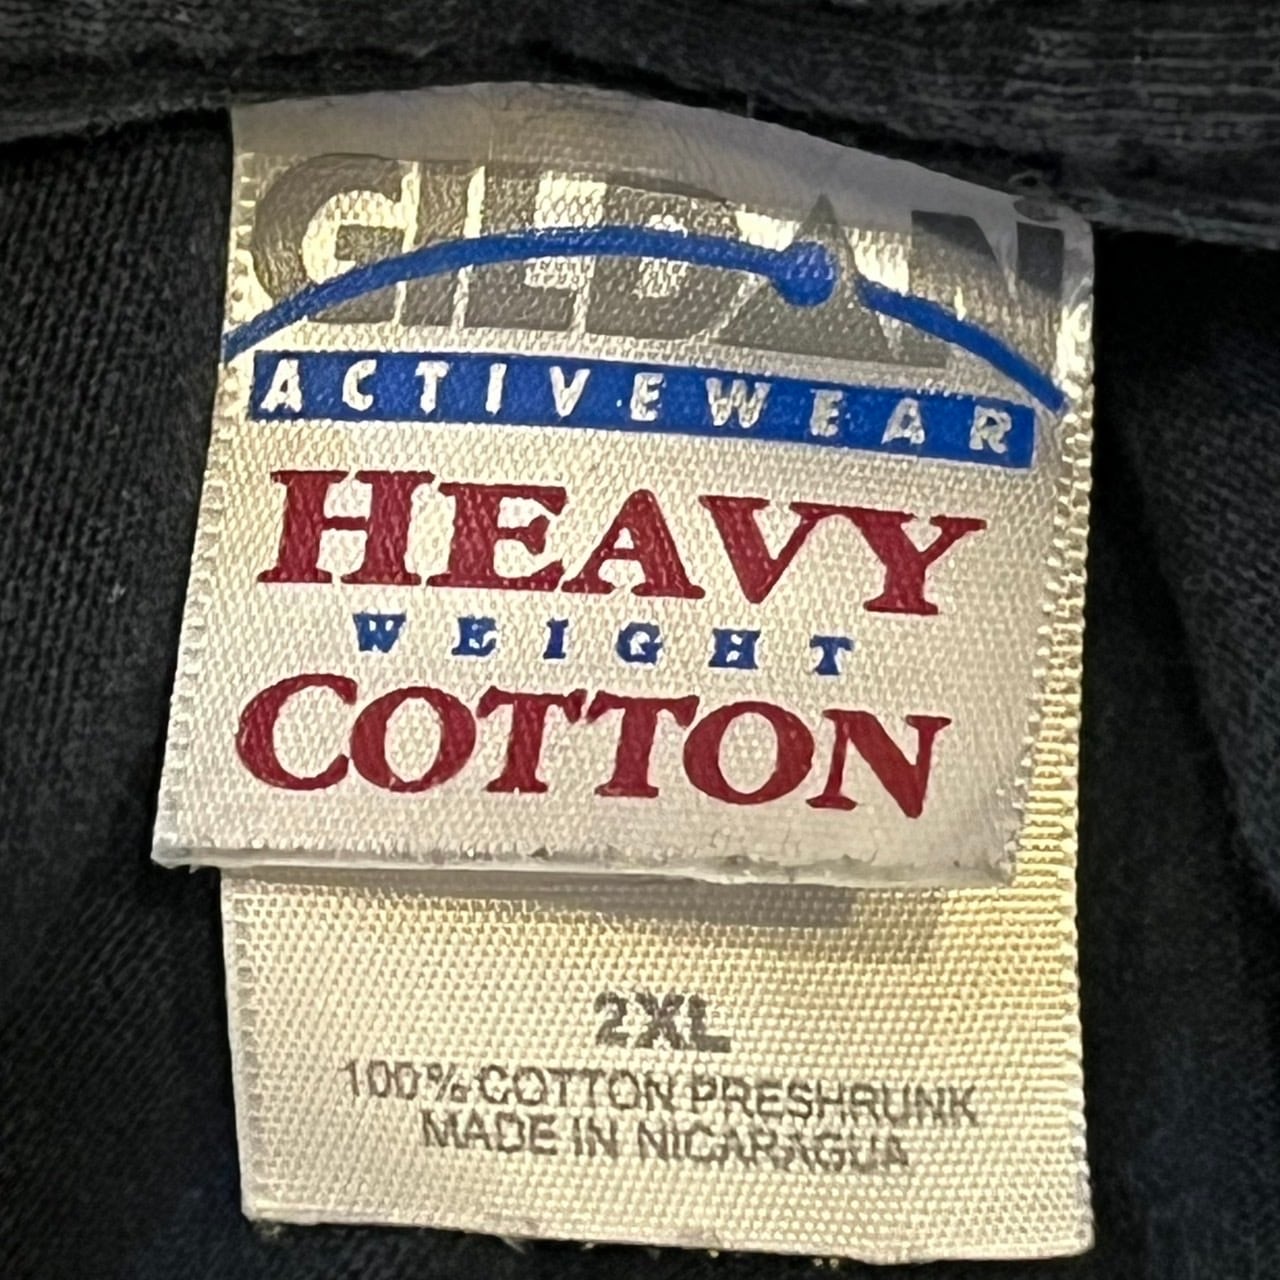 GILDAN
ACTIVEWEAR
HEAVY
WEIGHT
COTTON
2XL
100% COTTON PRESHRUNK
MADE IN NICARAGUA